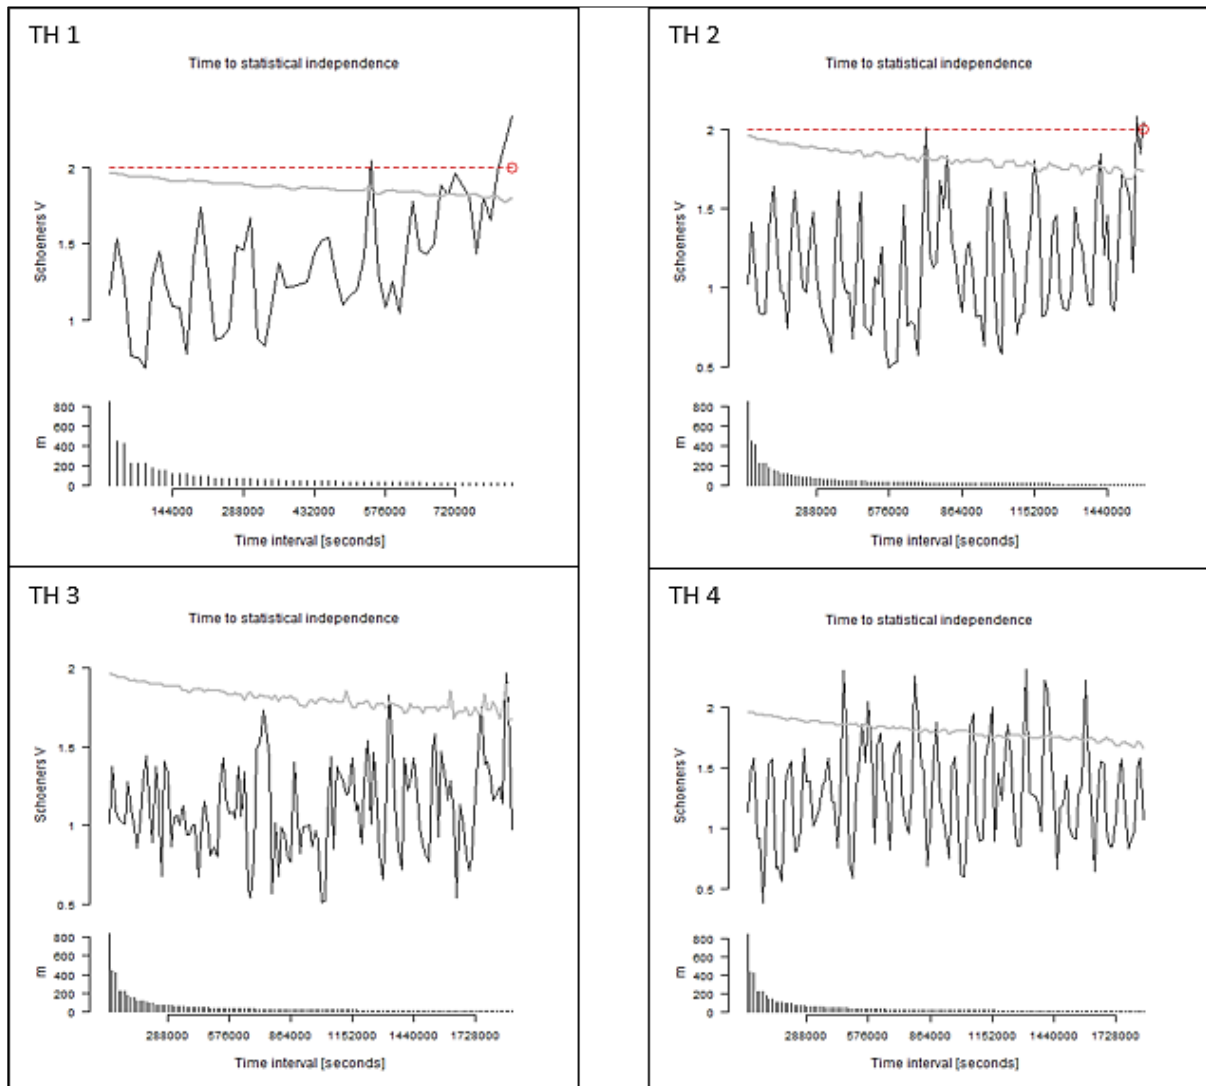 TH 1
Time to statistical independence
Schoeners V
2
1.5
1
m
800
600
400
200
0
144000 288000 432000 576000 720000
Time interval [seconds]
TH 2
Time to statistical independence
Schoeners V
2
1.5
1
0.5
m
800
600
400
200
0
288000 576000 864000 1152000 1440000
Time interval [seconds]
TH 3
Time to statistical independence
Schoeners V
2
1.5
1
0.5
m
800
600
400
200
0
288000 576000 864000 1152000 1440000 1728000
Time interval [seconds]
TH 4
Time to statistical independence
Schoeners V
2
1.5
1
0.5
m
800
600
400
200
0
288000 576000 864000 1152000 1440000 1728000
Time interval [seconds]